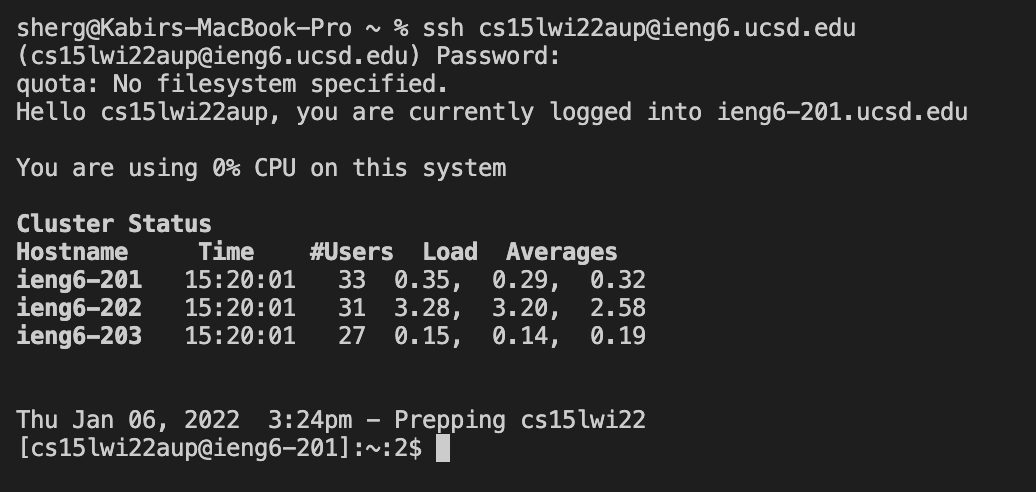 sherg@Kabirs-MacBook-Pro ~ % ssh cs15lwi22aup@ieng6.ucsd.edu
(cs15lwi22aup@ieng6.ucsd.edu) Password:
quota: No filesystem specified.
Hello cs15lwi22aup, you are currently logged into ieng6-201.ucsd.edu
You are using 0% CPU on this system
Cluster Status
Hostname     Time    #Users  Load  Averages
ieng6-201   15:20:01   33  0.35,  0.29,  0.32
ieng6-202   15:20:01   31  3.28,  3.20,  2.58
ieng6-203   15:20:01   27  0.15,  0.14,  0.19
Thu Jan 06, 2022  3:24pm - Prepping cs15lwi22
[cs15lwi22aup@ieng6-201]:~:2$